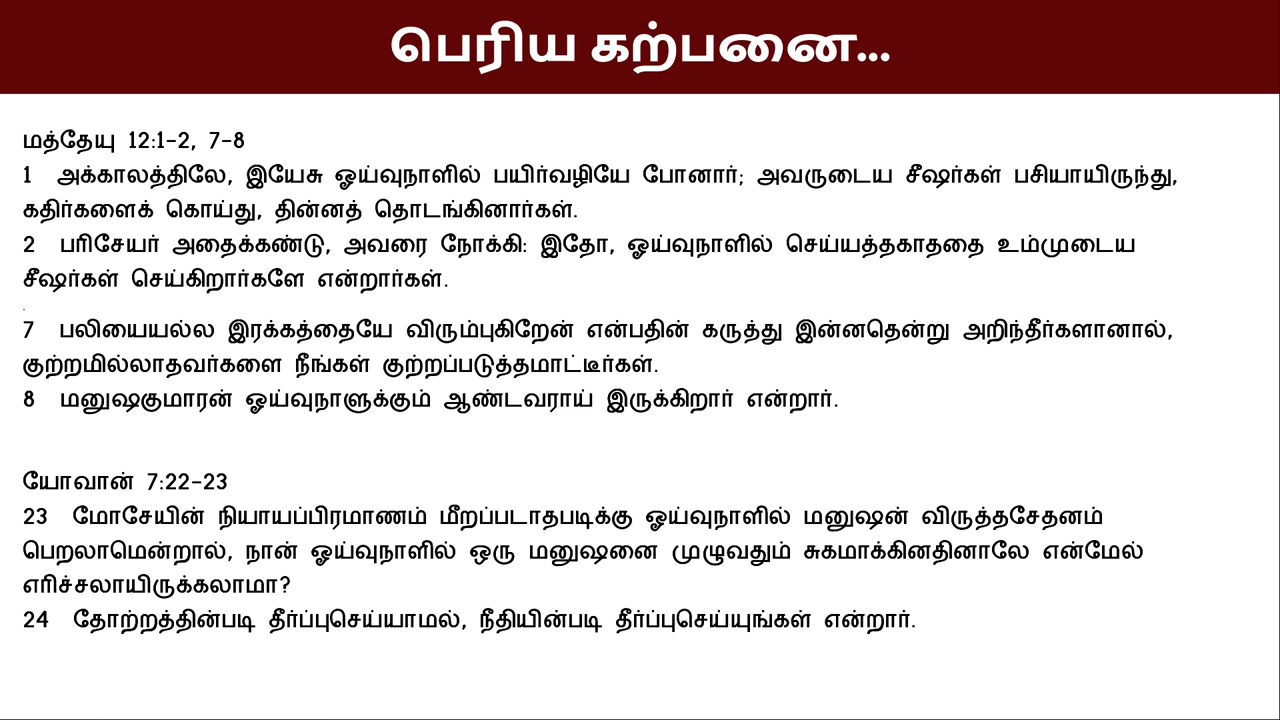 பெரிய கற்பனை...
மத்தேயு 12:1-2, 7-8
1 அக்காலத்திலே, இயேசு ஓய்வுநாளில் பயிர்வழியே போனார்; அவருடைய சீஷர்கள் பசியாயிருந்து,
கதிர்களைக் கொய்து, தின்னத் தொடங்கினார்கள்.
2 பரிசேயர் அதைக்கண்டு, அவரை நோக்கி: இதோ, ஓய்வுநாளில் செய்யத்தகாததை உம்முடைய
சீஷர்கள் செய்கிறார்களே என்றார்கள்.
.
7 பலியையல்ல இரக்கத்தையே விரும்புகிறேன் என்பதின் கருத்து இன்னதென்று அறிந்தீர்களானால்,
குற்றமில்லாதவர்களை நீங்கள் குற்றப்படுத்தமாட்டீர்கள்.
8 மனுஷகுமாரன் ஓய்வுநாளுக்கும் ஆண்டவராய் இருக்கிறார் என்றார்.
யோவான் 7:22-23
23 மோசேயின் நியாயப்பிரமாணம் மீறப்படாதபடிக்கு ஓய்வுநாளில் மனுஷன் விருத்தசேதனம்
பெறலாமென்றால், நான் ஓய்வுநாளில் ஒரு மனுஷனை முழுவதும் சுகமாக்கினதினாலே என்மேல்
எரிச்சலாயிருக்கலாமா?
24 தோற்றத்தின்படி தீர்ப்புசெய்யாமல், நீதியின்படி தீர்ப்புசெய்யுங்கள் என்றார்.